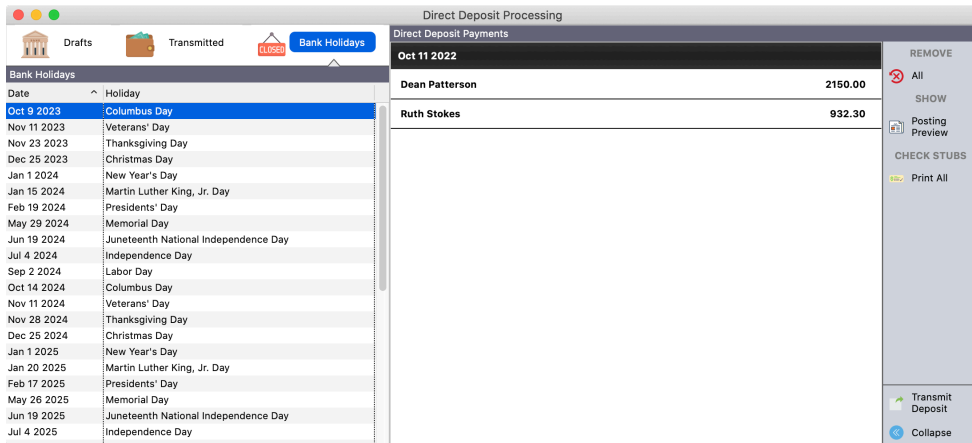 Direct Deposit Processing
Drafts
Transmitted
CLOSED
Bank Holidays
Bank Holidays
Date Holiday
Oct 9 2023 Columbus Day
Nov 11 2023 Veterans' Day
Nov 23 2023 Thanksgiving Day
Dec 25 2023 Christmas Day
Jan 1 2024 New Year's Day
Jan 15 2024 Martin Luther King, Jr. Day
Feb 19 2024 Presidents' Day
May 29 2024 Memorial Day
Jun 19 2024 Juneteenth National Independence Day
Jul 4 2024 Independence Day
Sep 2 2024 Labor Day
Oct 14 2024 Columbus Day
Nov 11 2024 Veterans' Day
Nov 28 2024 Thanksgiving Day
Dec 25 2024 Christmas Day
Jan 1 2025 New Year's Day
Jan 20 2025 Martin Luther King, Jr. Day
Feb 17 2025 Presidents' Day
May 26 2025 Memorial Day
Jun 19 2025 Juneteenth National Independence Day
Jul 4 2025 Independence Day
Direct Deposit Payments
Oct 11 2022
Dean Patterson 2150.00
Ruth Stokes 932.30
REMOVE
All
SHOW
Posting
Preview
CHECK STUBS
Print All
Transmit
Deposit
Collapse